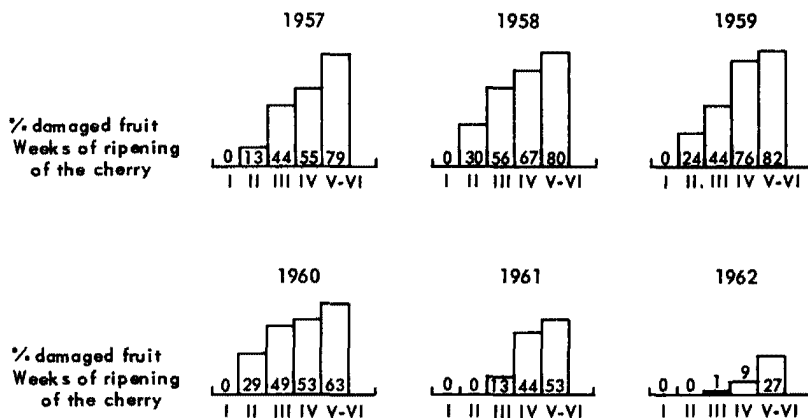 1957 1958 1959
% damaged fruit
Weeks of ripening
of the cherry
0 13 44 55 79 0 30 56 67 80 0 24 44 76 82
I II III IV V-VI I II III IV V-VI I II. III IV V-VI
1960 1961 1962
% damaged fruit
Weeks of ripening
of the cherry
0 29 49 53 63 0 0 13 44 53 0 0 1 9 27
I II III IV V-VI I II III IV V-VI I II III IV V-VI